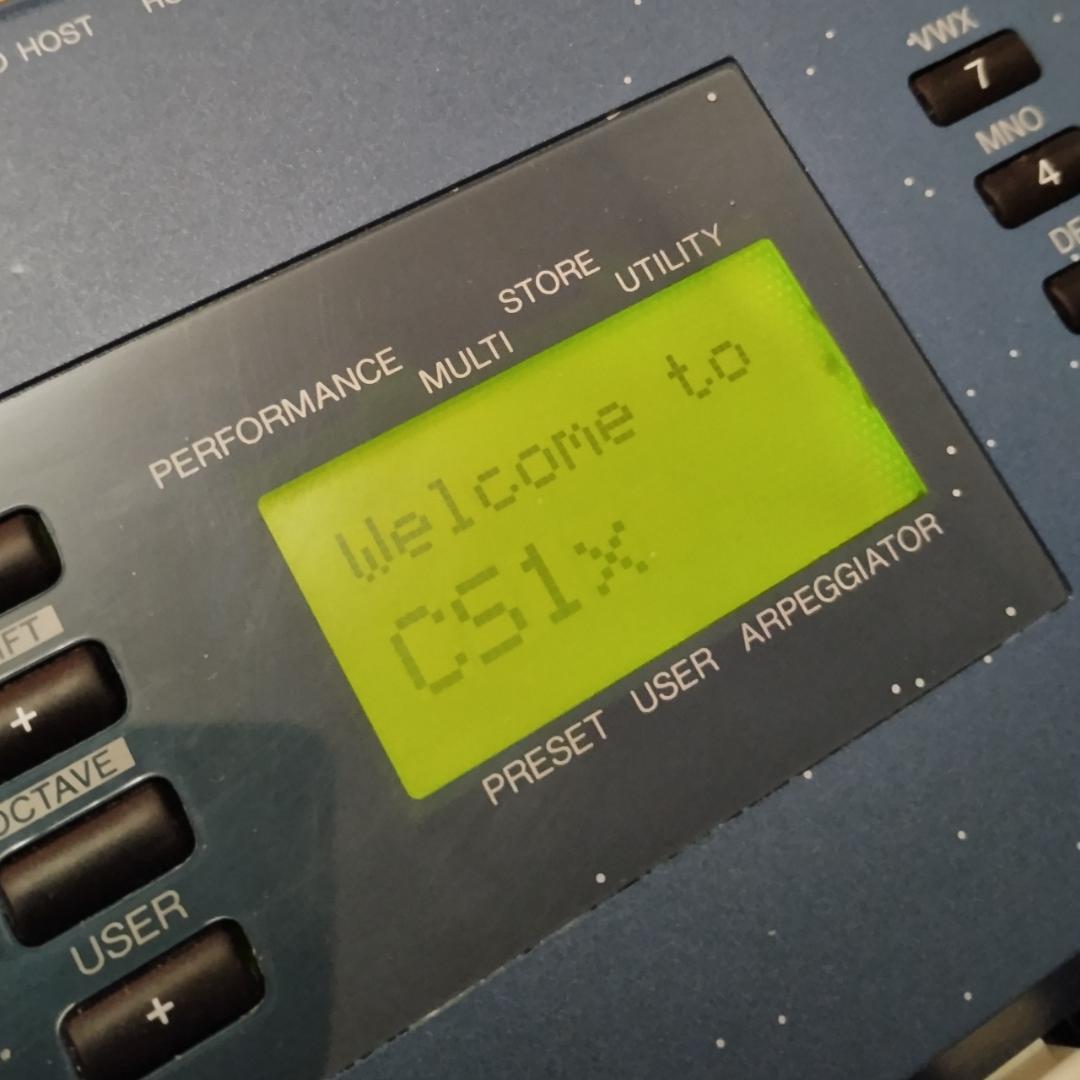 HOST
VWX
7
MNO
4
PERFORMANCE MULTI STORE UTILITY
Welcome to
CS1x
PRESET USER ARPEGGIATOR
+
OCTAVE
USER
+